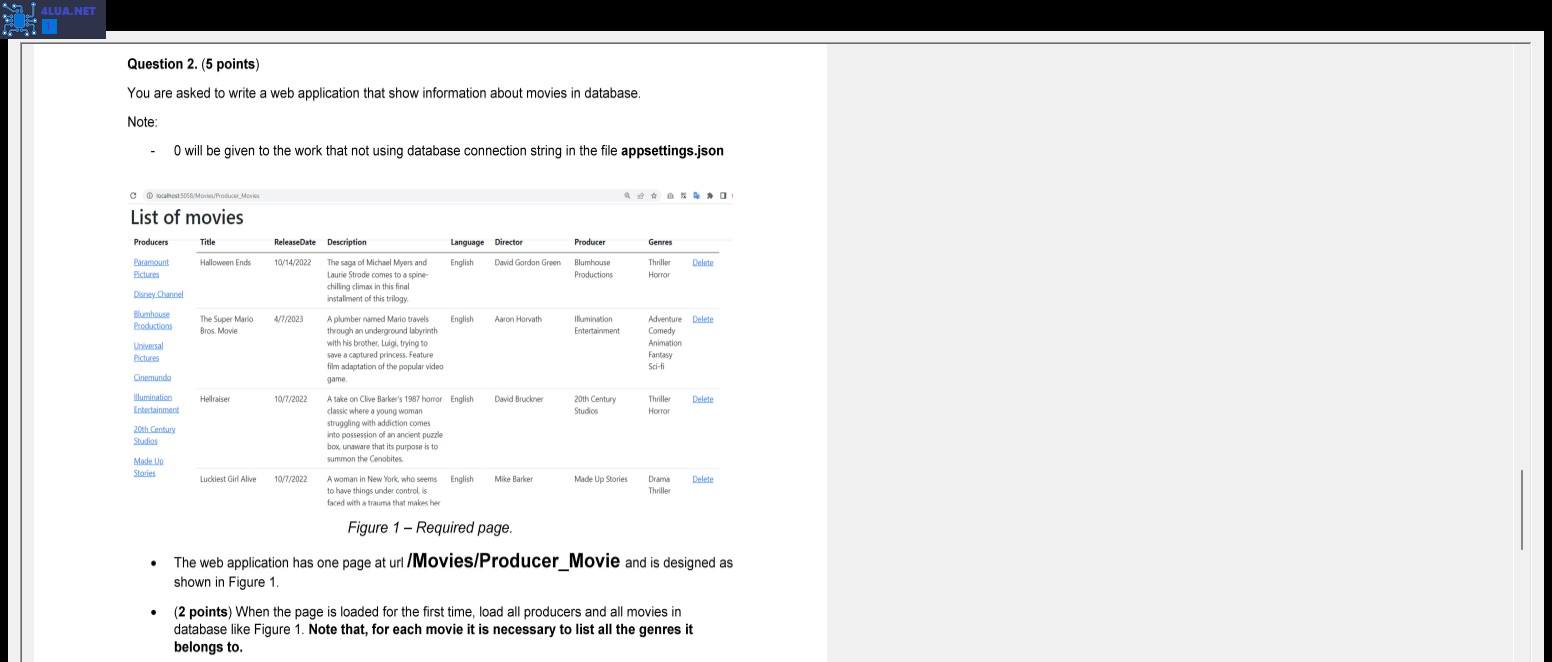 4LUA.NET
Question 2. (5 points)
You are asked to write a web application that show information about movies in database.
Note:
- 0 will be given to the work that not using database connection string in the file appsettings.json
localhost:5058/Movies/Producer_Movies
List of movies
Producers Title ReleaseDate Description Language Director Producer Genres
Paramount Halloween Ends 10/14/2022 The saga of Michael Myers and English David Gordon Green Blumhouse Thriller Delete
Pictures Laurie Strode comes to a spine- Productions Horror
chilling climax in this final
Disney Channel installment of this trilogy.
Blumhouse The Super Mario 4/7/2023 A plumber named Mario travels English Aaron Horvath Illumination Adventure Delete
Productions Bros. Movie through an underground labyrinth Entertainment Comedy
Universal with his brother, Luigi, trying to Animation
Pictures save a captured princess. Feature Fantasy
film adaptation of the popular video Sci-fi
Cinemundo game.
Illumination Hellraiser 10/7/2022 A take on Clive Barker's 1987 horror English David Bruckner 20th Century Thriller Delete
Entertainment classic where a young woman Studios Horror
struggling with addiction comes
20th Century into possession of an ancient puzzle
Studios box, unaware that its purpose is to
Made Up summon the Cenobites.
Stories Luckiest Girl Alive 10/7/2022 A woman in New York, who seems English Mike Barker Made Up Stories Drama Delete
to have things under control, is Thriller
faced with a trauma that makes her
Figure 1 – Required page.
• The web application has one page at url /Movies/Producer_Movie and is designed as
shown in Figure 1.
• (2 points) When the page is loaded for the first time, load all producers and all movies in
database like Figure 1. Note that, for each movie it is necessary to list all the genres it
belongs to.